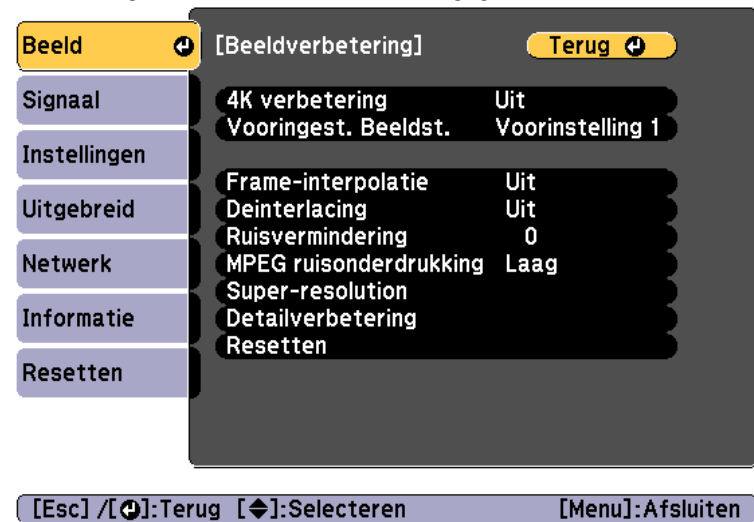 Beeld
[Beeldverbetering] Terug
Signaal
Instellingen
Uitgebreid
Netwerk
Informatie
Resetten
4K verbetering Uit
Vooringest. Beeldst. Voorinstelling 1
Frame-interpolatie Uit
Deinterlacing Uit
Ruisvermindering 0
MPEG ruisonderdrukking Laag
Super-resolution
Detailverbetering
Resetten
[Esc] /[ ]:Terug [ ]:Selecteren [Menu]:Afsluiten